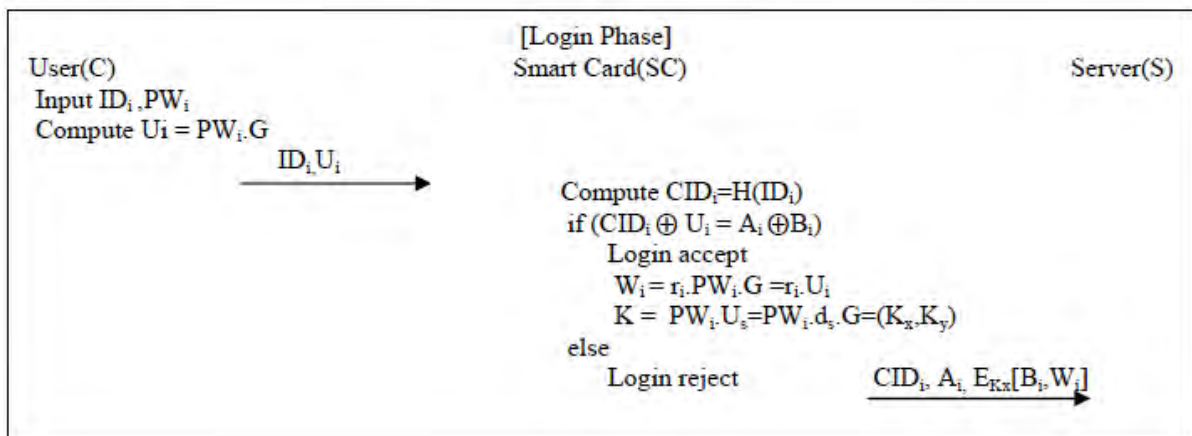 [Login Phase]
User(C) Smart Card(SC) Server(S)
Input IDᵢ ,PWᵢ
Compute Ui = PWᵢ.G
IDᵢ,Uᵢ
Compute CIDᵢ=H(IDᵢ)
if (CIDᵢ ⊕ Uᵢ = Aᵢ ⊕Bᵢ)
Login accept
Wᵢ = rᵢ.PWᵢ.G =rᵢ.Uᵢ
K = PWᵢ.Uₛ=PWᵢ.dₛ.G=(Kₓ,Kᵧ)
else
Login reject CIDᵢ, Aᵢ, E_Kx[Bᵢ,Wᵢ]